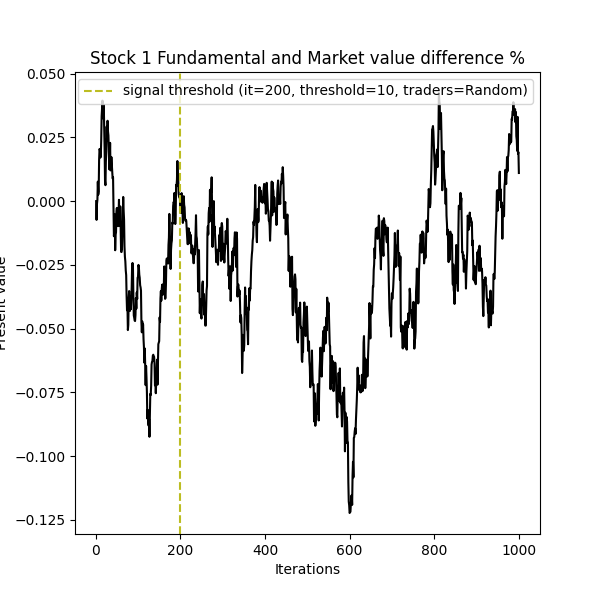 Stock 1 Fundamental and Market value difference %
signal threshold (it=200, threshold=10, traders=Random)
0.050
0.025
0.000
−0.025
−0.050
−0.075
−0.100
−0.125
Present value
0 200 400 600 800 1000
Iterations